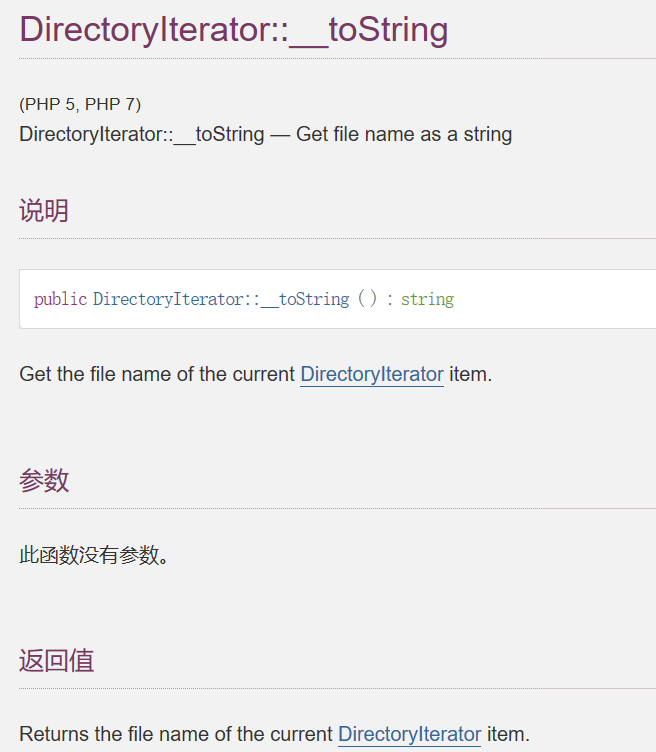 DirectoryIterator::__toString
(PHP 5, PHP 7)
DirectoryIterator::__toString — Get file name as a string
说明
public DirectoryIterator::__toString ( ) : string
Get the file name of the current DirectoryIterator item.
参数
此函数没有参数。
返回值
Returns the file name of the current DirectoryIterator item.